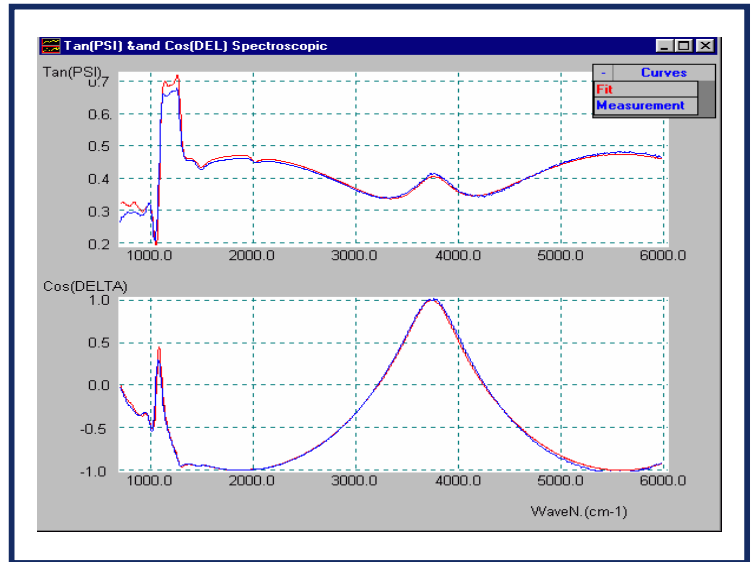 Tan(PSI) &and Cos(DEL) Spectroscopic
Tan(PSI)
- Curves
Fit
Measurement
0.7
0.6
0.5
0.4
0.3
0.2
1000.0 2000.0 3000.0 4000.0 5000.0 6000.0
Cos(DELTA)
1.0
0.5
0.0
-0.5
-1.0
1000.0 2000.0 3000.0 4000.0 5000.0 6000.0
WaveN.(cm-1)